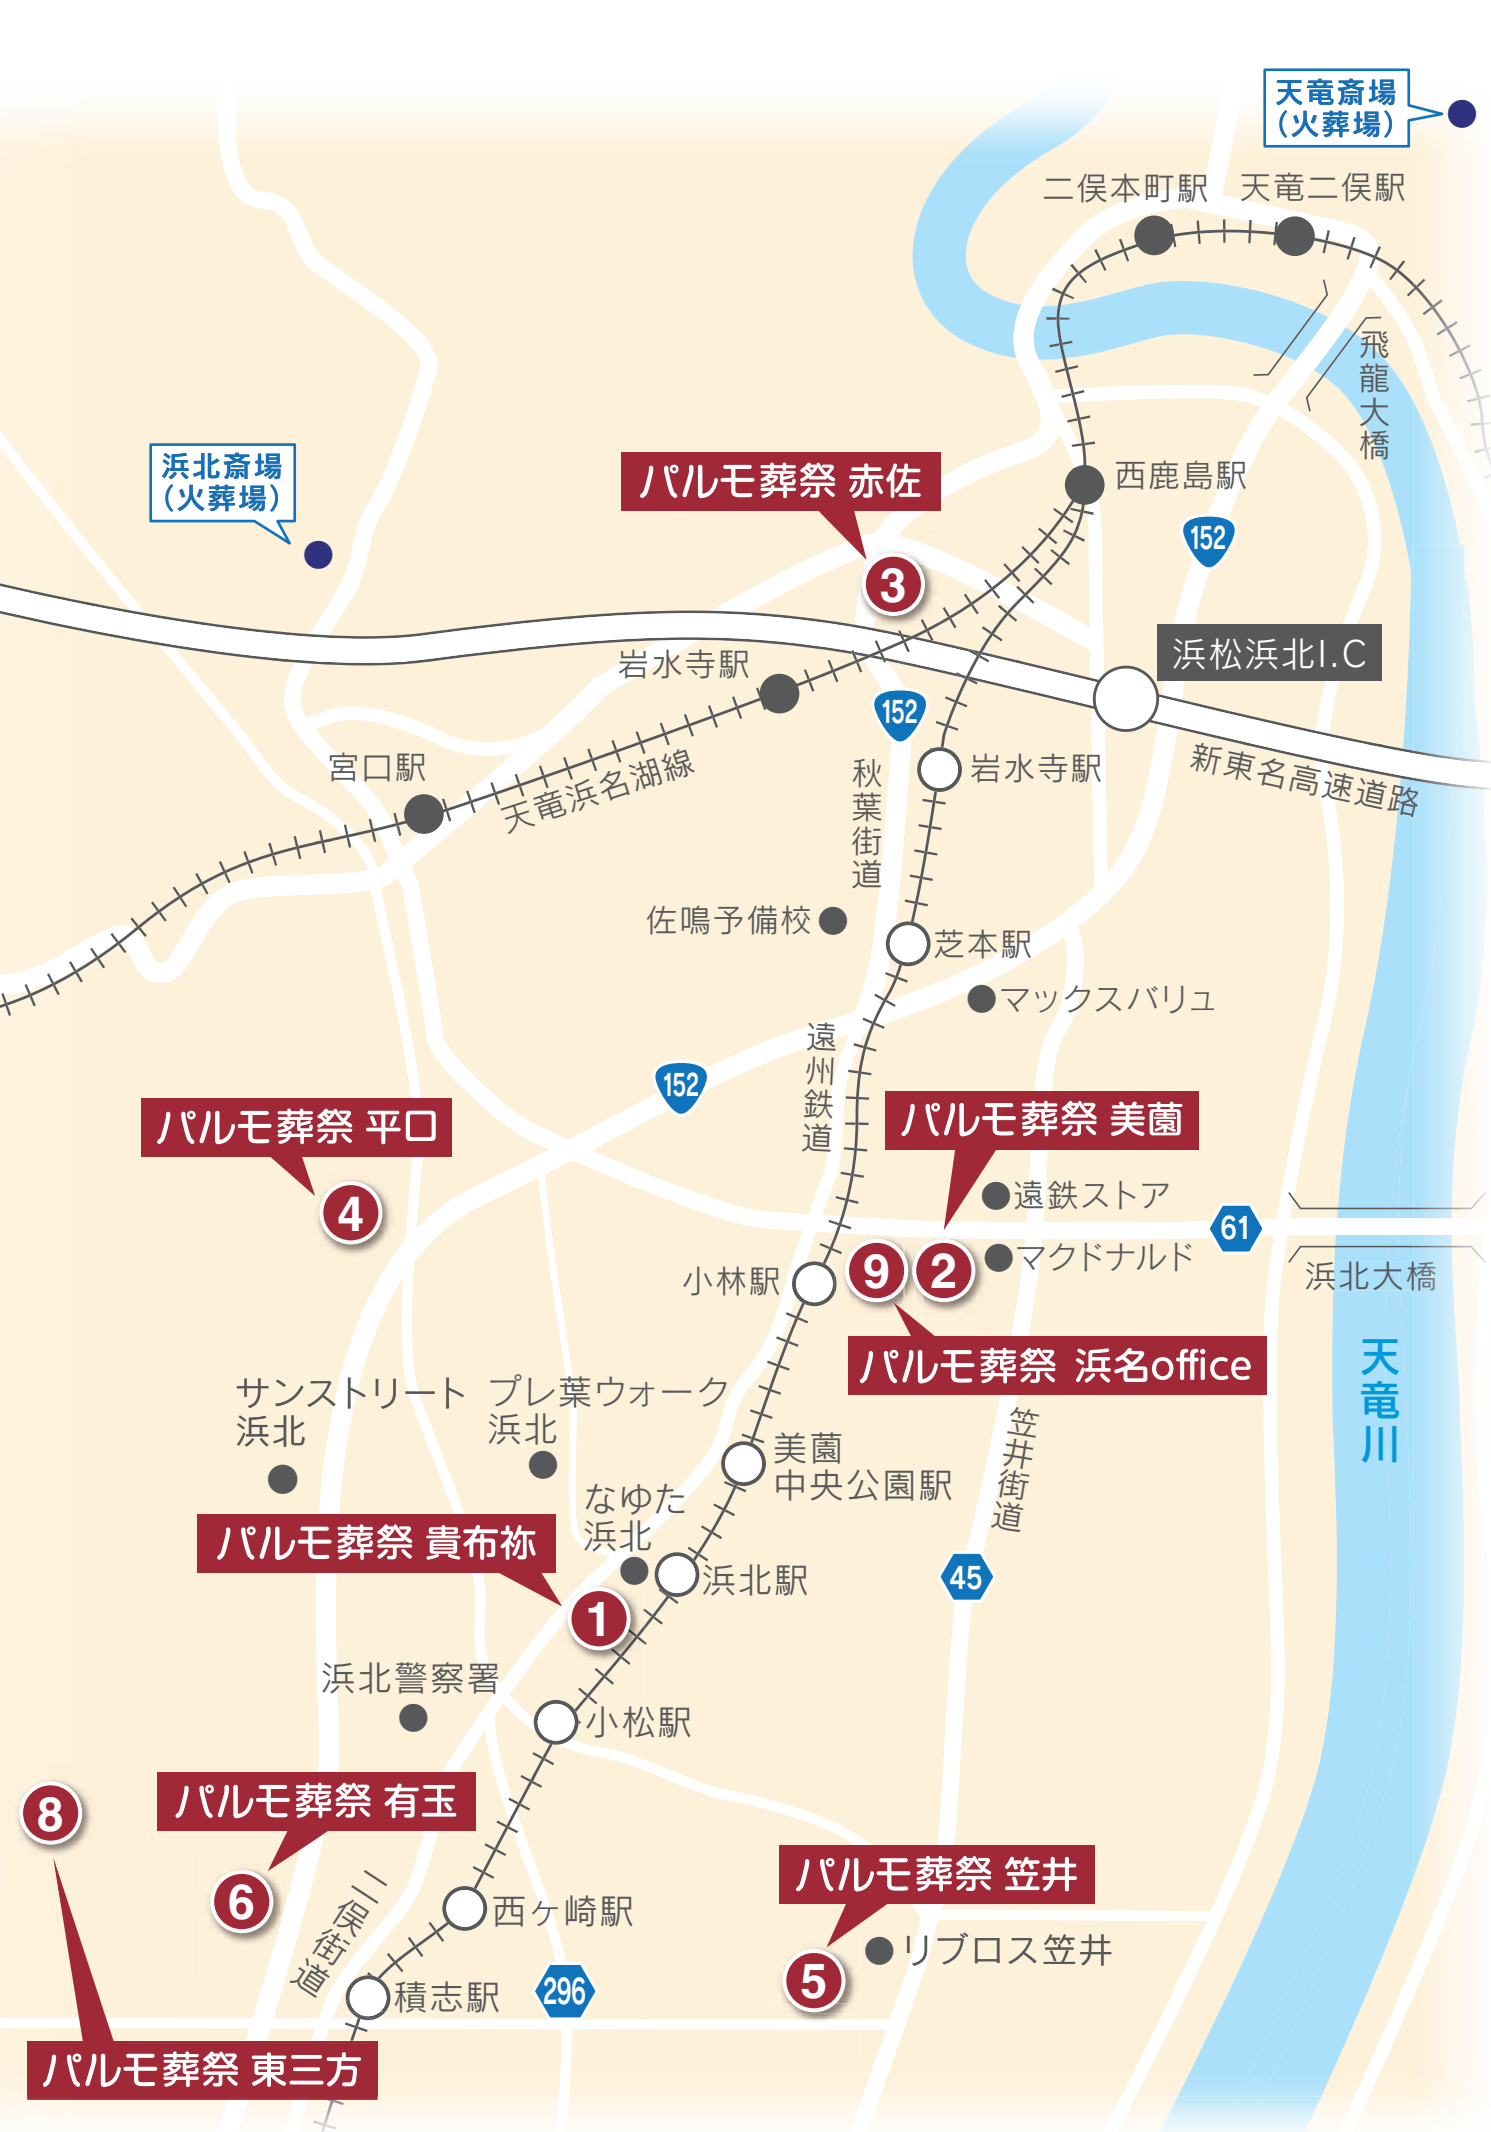 天竜斎場
（火葬場）
二俣本町駅
天竜二俣駅
飛龍大橋
浜北斎場
（火葬場）
パルモ葬祭 赤佐
3
西鹿島駅
152
浜松浜北I.C
岩水寺駅
152
宮口駅
天竜浜名湖線
秋葉街道
岩水寺駅
新東名高速道路
佐鳴予備校
芝本駅
マックスバリュ
遠州鉄道
152
パルモ葬祭 平口
4
パルモ葬祭 美薗
遠鉄ストア
61
マクドナルド
9
2
小林駅
浜北大橋
パルモ葬祭 浜名office
天竜川
サンストリート
浜北
プレ葉ウォーク
浜北
笠井街道
美薗
中央公園駅
なゆた
浜北
パルモ葬祭 貴布祢
浜北駅
45
1
浜北警察署
小松駅
パルモ葬祭 有玉
8
6
パルモ葬祭 笠井
二俣街道
西ヶ崎駅
リブロス笠井
5
積志駅
296
パルモ葬祭 東三方